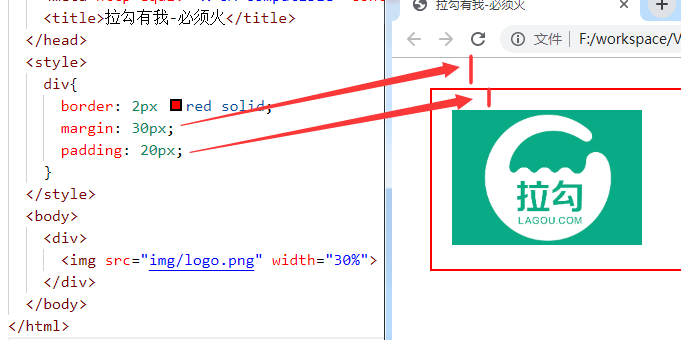 <title>拉勾有我-必须火</title>
</head>
<style>
div{
border: 2px red solid;
margin: 30px;
padding: 20px;
}
</style>
<body>
<div>
<img src="img/logo.png" width="30%">
</div>
</body>
</html>
拉勾有我-必须火
文件 F:/workspace/V
拉勾
LAGOU.COM